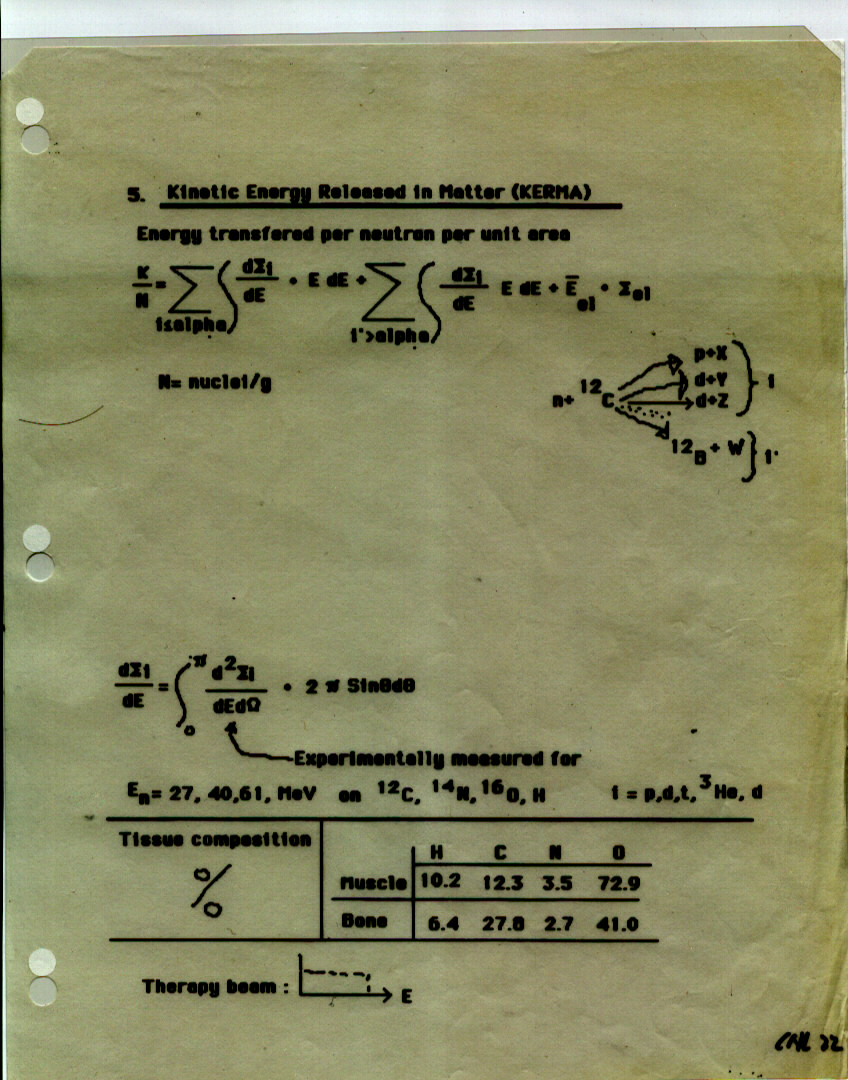 5. Kinetic Energy Released in Matter (KERMA)
Energy transfered per neutron per unit area
K/N = ∑ i≤alpha ∫ dΣi/dE • E dE + ∑ i'>alpha ∫ dΣi/dE E dE + E̅el • Σel
N= nuclei/g
n+ ¹²C
p+X
d+Y
d+Z
} i
¹²B + W } i'
dΣi/dE = ∫₀^π d²Σi/dEdΩ • 2 π Sinθdθ
Experimentally measured for
En= 27, 40,61, MeV on ¹²C, ¹⁴N, ¹⁶O, H i = p,d,t, ³He, d
Tissue composition
%
H C N O
Muscle 10.2 12.3 3.5 72.9
Bone 6.4 27.8 2.7 41.0
Therapy beam : E